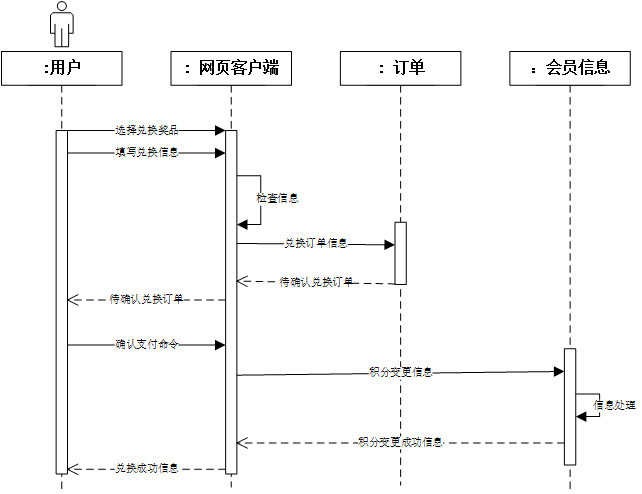 :用户
：网页客户端
：订单
：会员信息
选择兑换奖品
填写兑换信息
检查信息
兑换订单信息
待确认兑换订单
待确认兑换订单
确认支付命令
积分变更信息
信息处理
积分变更成功信息
兑换成功信息